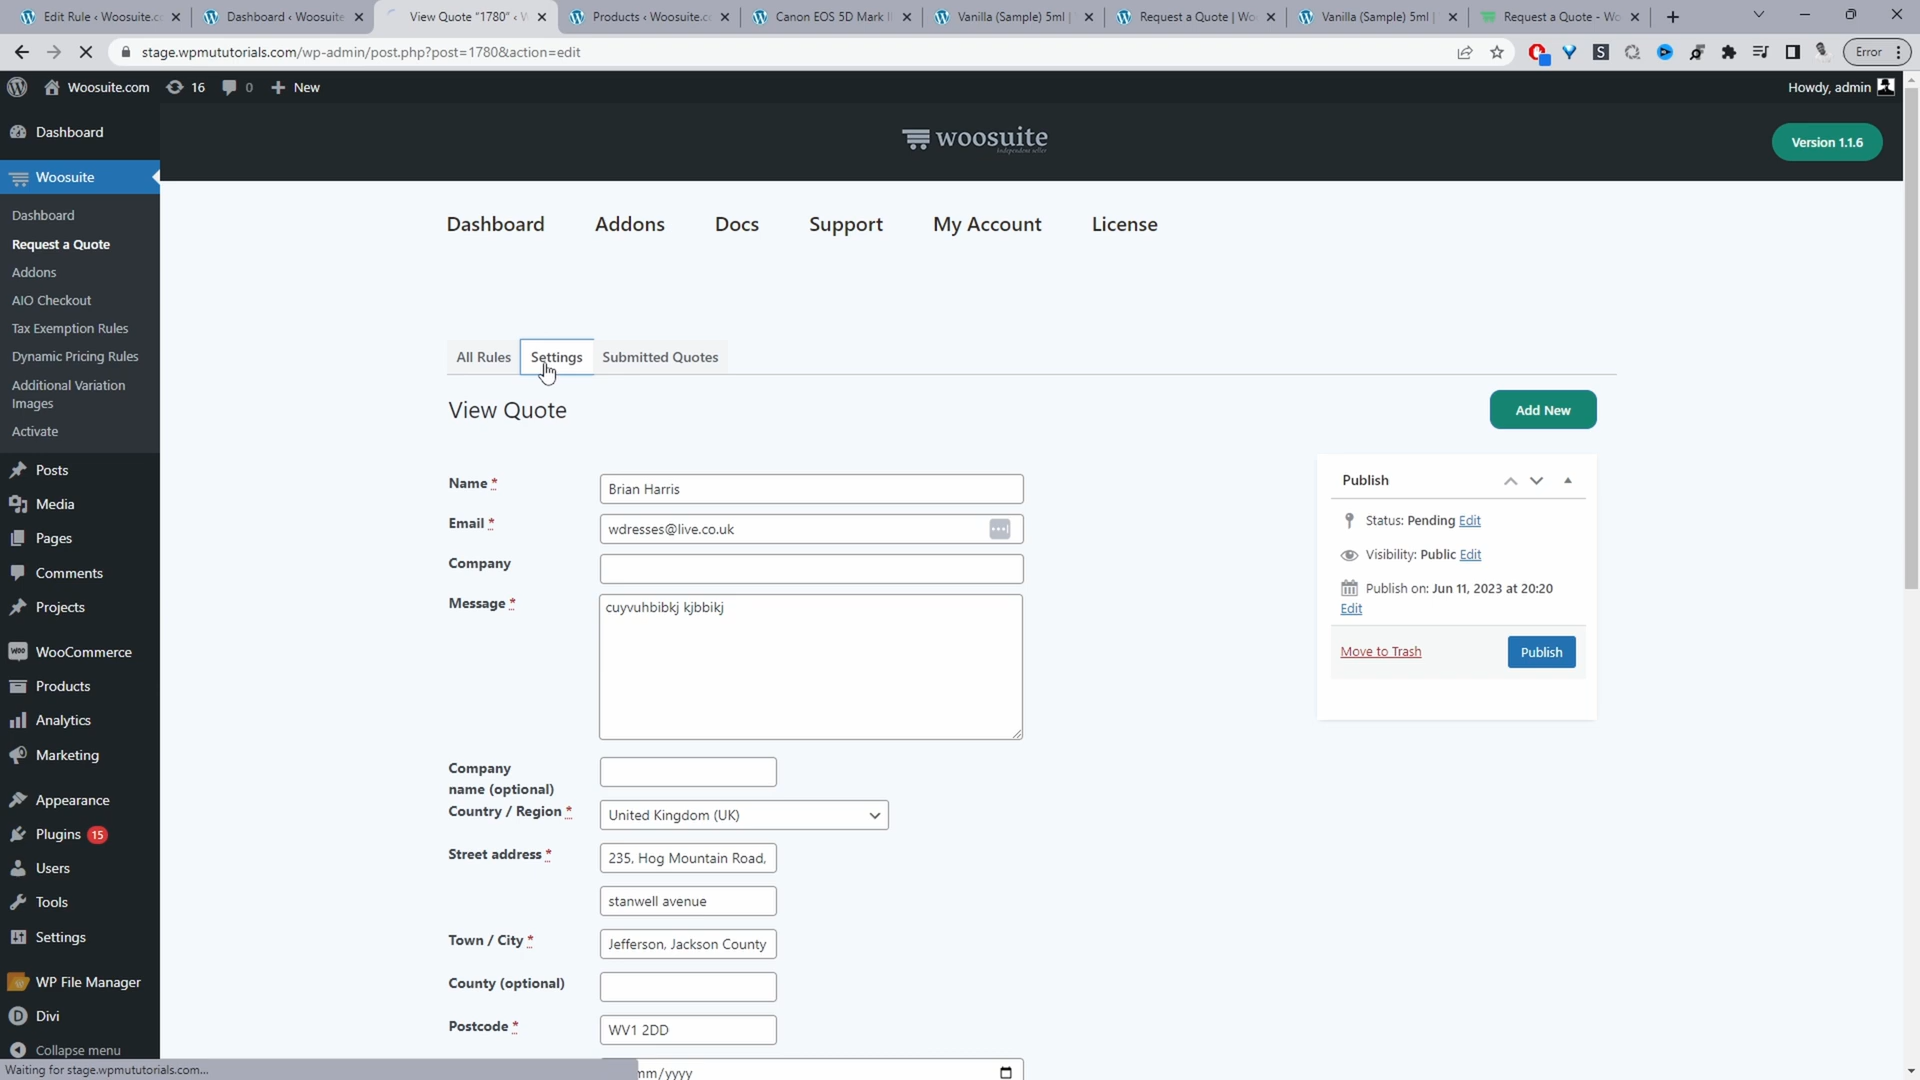 Edit Rule ‹ Woosuite.c
Dashboard ‹ Woosuite
View Quote "1780" ‹ W
Products ‹ Woosuite.c
Canon EOS 5D Mark I
Vanilla (Sample) 5ml |
Request a Quote | Wo
Vanilla (Sample) 5ml |
Request a Quote - Wo
stage.wpmututorials.com/wp-admin/post.php?post=1780&action=edit
Error
Woosuite.com
16
0
New
Howdy, admin
woosuite
Version 1.1.6
Dashboard
Woosuite
Dashboard
Request a Quote
Addons
AIO Checkout
Tax Exemption Rules
Dynamic Pricing Rules
Additional Variation
Images
Activate
Posts
Media
Pages
Comments
Projects
WooCommerce
Products
Analytics
Marketing
Appearance
Plugins 15
Users
Tools
Settings
WP File Manager
Divi
Collapse menu
Dashboard
Addons
Docs
Support
My Account
License
All Rules
Settings
Submitted Quotes
View Quote
Add New
Name *
Brian Harris
Email *
wdresses@live.co.uk
Company
Message *
cuyvuhbibkj kjbbikj
Company
name (optional)
Country / Region *
United Kingdom (UK)
Street address *
235, Hog Mountain Road,
stanwell avenue
Town / City *
Jefferson, Jackson County
County (optional)
Postcode *
WV1 2DD
mm/yyyy
Publish
Status: Pending Edit
Visibility: Public Edit
Publish on: Jun 11, 2023 at 20:20
Edit
Move to Trash
Publish
Waiting for stage.wpmututorials.com...